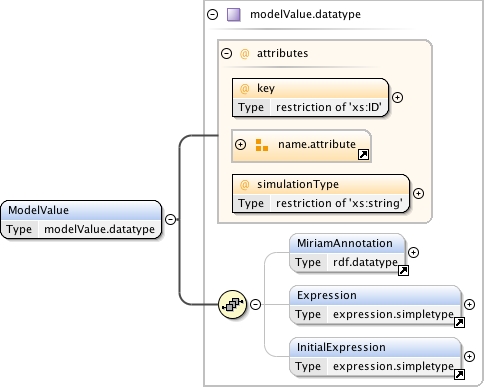 modelValue.datatype
@ attributes
@ key
Type restriction of 'xs:ID'
name.attribute
@ simulationType
Type restriction of 'xs:string'
ModelValue
Type modelValue.datatype
MiriamAnnotation
Type rdf.datatype
Expression
Type expression.simpletype
InitialExpression
Type expression.simpletype